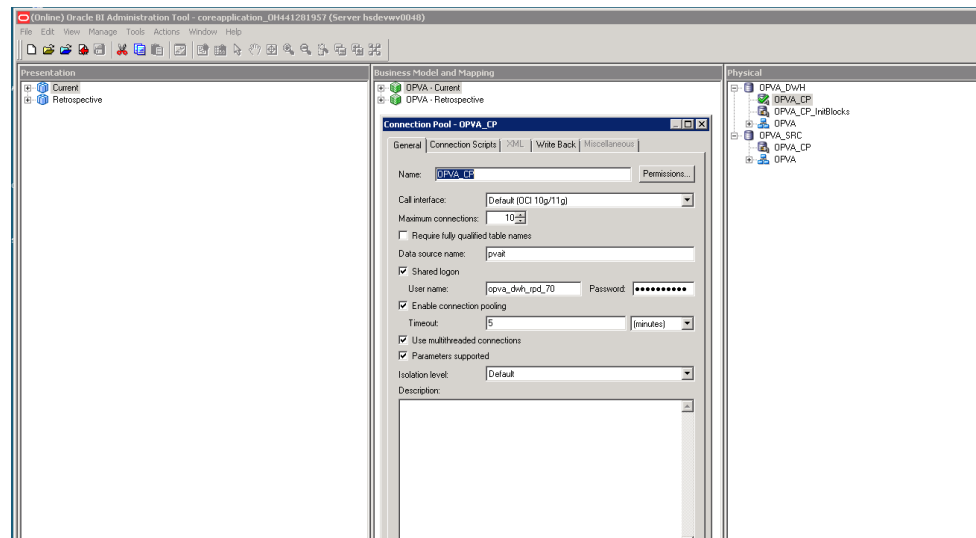 (Online) Oracle BI Administration Tool - coreapplication_OH441281957 (Server hsdevwv0048)
File Edit View Manage Tools Actions Window Help
Presentation
Current
Retrospective
Business Model and Mapping
OPVA - Current
OPVA - Retrospective
Connection Pool - OPVA_CP
General Connection Scripts XML Write Back Miscellaneous
Name: OPVA_CP Permissions...
Call interface: Default (OCI 10g/11g)
Maximum connections: 10
Require fully qualified table names
Data source name: pvait
Shared logon
User name: opva_dwh_rpd_70 Password: ●●●●●●●●●●
Enable connection pooling
Timeout: 5 (minutes)
Use multithreaded connections
Parameters supported
Isolation level: Default
Description:
Physical
OPVA_DWH
OPVA_CP
OPVA_CP_InitBlocks
OPVA
OPVA_SRC
OPVA_CP
OPVA